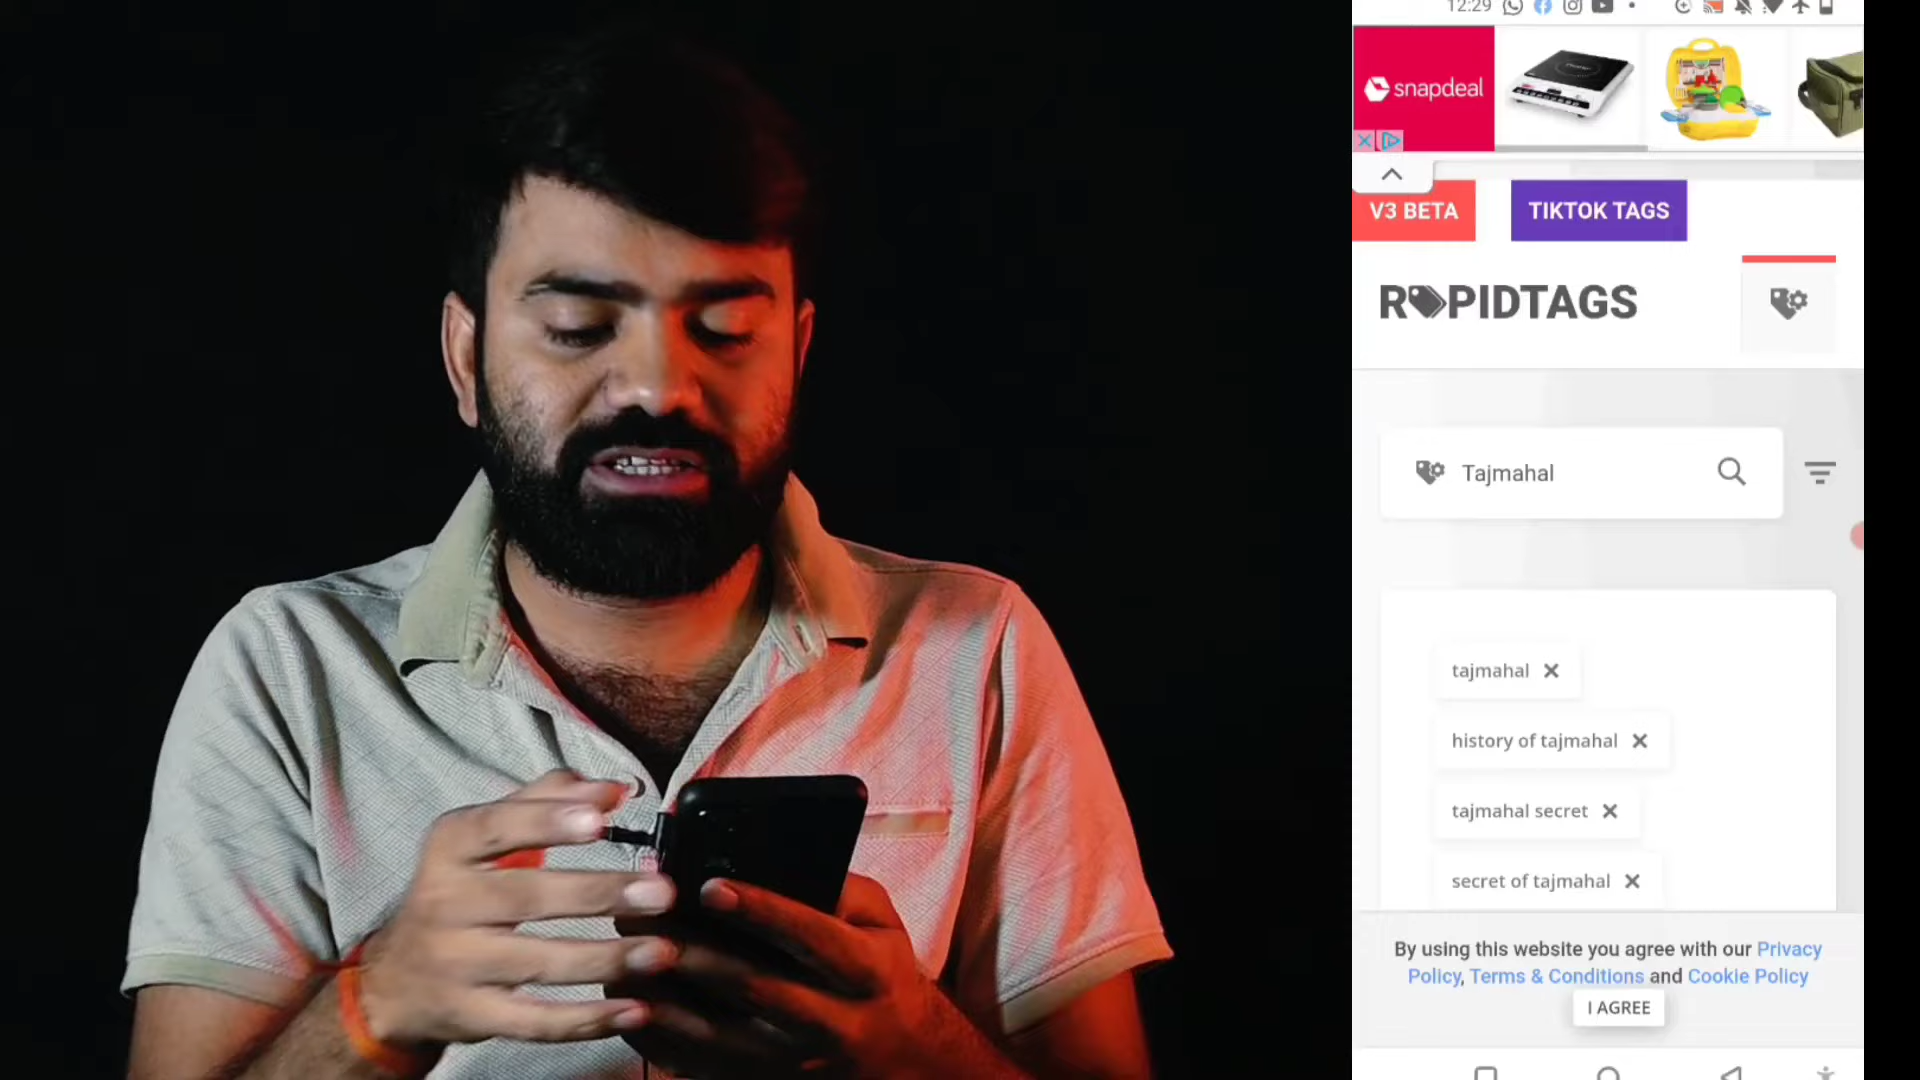 12:29
snapdeal
V3 BETA
TIKTOK TAGS
RAPIDTAGS
Tajmahal
tajmahal
history of tajmahal
tajmahal secret
secret of tajmahal
By using this website you agree with our Privacy
Policy, Terms & Conditions and Cookie Policy
I AGREE